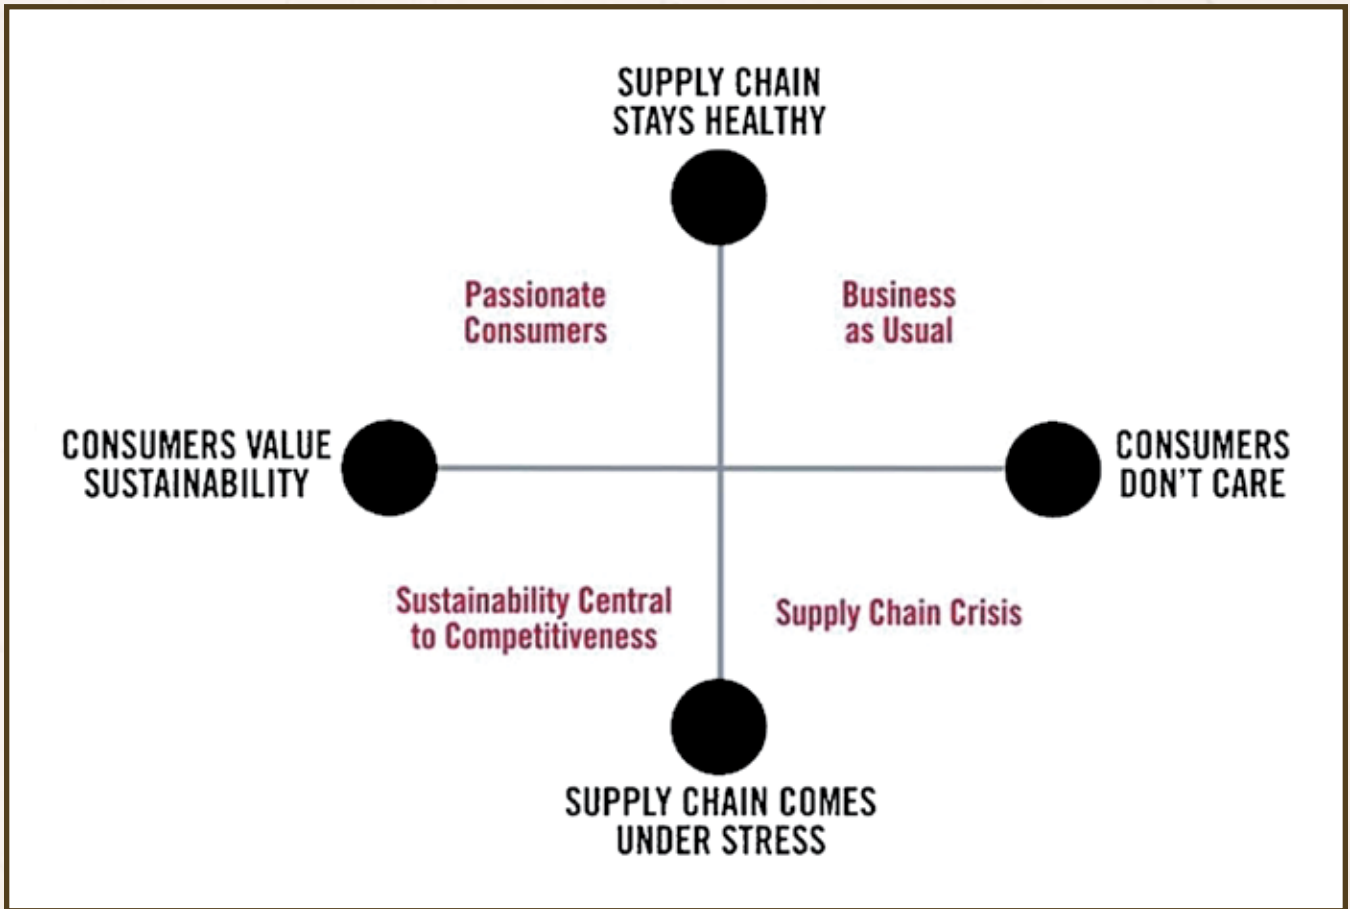 SUPPLY CHAIN
STAYS HEALTHY
Passionate
Consumers
Business
as Usual
CONSUMERS VALUE
SUSTAINABILITY
CONSUMERS
DON'T CARE
Sustainability Central
to Competitiveness
Supply Chain Crisis
SUPPLY CHAIN COMES
UNDER STRESS